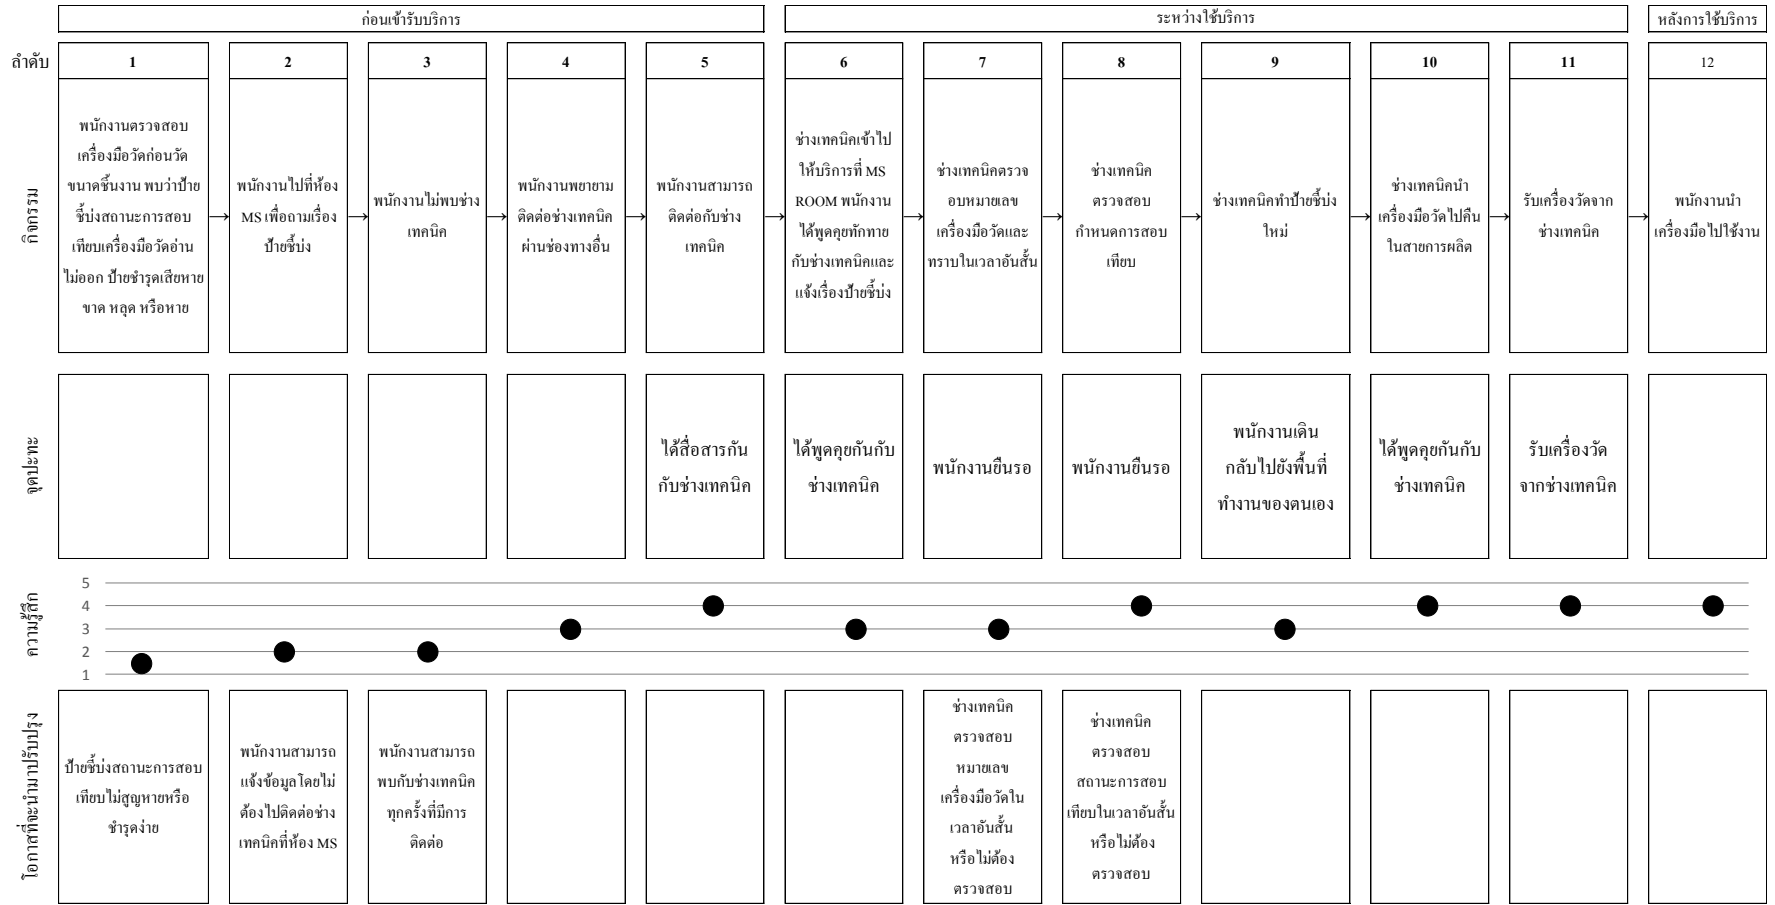 ก่อนเข้ารับบริการ
ระหว่างใช้บริการ
หลังการใช้บริการ
ลำดับ
1
2
3
4
5
6
7
8
9
10
11
12
กิจกรรม
พนักงานตรวจสอบ
เครื่องมือวัดก่อนวัด
ขนาดชิ้นงาน พบว่าป้าย
ชี้บ่งสถานะการสอบ
เทียบเครื่องมือวัดอ่าน
ไม่ออก ป้ายชำรุดเสียหาย
ขาด หลุด หรือหาย
พนักงานไปที่ห้อง
MS เพื่อถามเรื่อง
ป้ายชี้บ่ง
พนักงานไม่พบช่าง
เทคนิค
พนักงานพยายาม
ติดต่อช่างเทคนิค
ผ่านช่องทางอื่น
พนักงานสามารถ
ติดต่อกับช่าง
เทคนิค
ช่างเทคนิคเข้าไป
ให้บริการที่ MS
ROOM พนักงาน
ได้พูดคุยทักทาย
กับช่างเทคนิคและ
แจ้งเรื่องป้ายชี้บ่ง
ช่างเทคนิคตรวจ
อบหมายเลข
เครื่องมือวัดและ
ทราบในเวลาอันสั้น
ช่างเทคนิค
ตรวจสอบ
กำหนดการสอบ
เทียบ
ช่างเทคนิคทำป้ายชี้บ่ง
ใหม่
ช่างเทคนิคนำ
เครื่องมือวัดไปคืน
ในสายการผลิต
รับเครื่องวัดจาก
ช่างเทคนิค
พนักงานนำ
เครื่องมือไปใช้งาน
จุดปะทะ
ได้สื่อสารกัน
กับช่างเทคนิค
ได้พูดคุยกันกับ
ช่างเทคนิค
พนักงานยืนรอ
พนักงานยืนรอ
พนักงานเดิน
กลับไปยังพื้นที่
ทำงานของตนเอง
ได้พูดคุยกันกับ
ช่างเทคนิค
รับเครื่องวัด
จากช่างเทคนิค
ความรู้สึก
5
4
3
2
1
โอกาสที่จะนำมาปรับปรุง
ป้ายชี้บ่งสถานะการสอบ
เทียบไม่สูญหายหรือ
ชำรุดง่าย
พนักงานสามารถ
แจ้งข้อมูลโดยไม่
ต้องไปติดต่อช่าง
เทคนิคที่ห้อง MS
พนักงานสามารถ
พบกับช่างเทคนิค
ทุกครั้งที่มีการ
ติดต่อ
ช่างเทคนิค
ตรวจสอบ
หมายเลข
เครื่องมือวัดใน
เวลาอันสั้น
หรือไม่ต้อง
ตรวจสอบ
ช่างเทคนิค
ตรวจสอบ
สถานะการสอบ
เทียบในเวลาอันสั้น
หรือไม่ต้อง
ตรวจสอบ